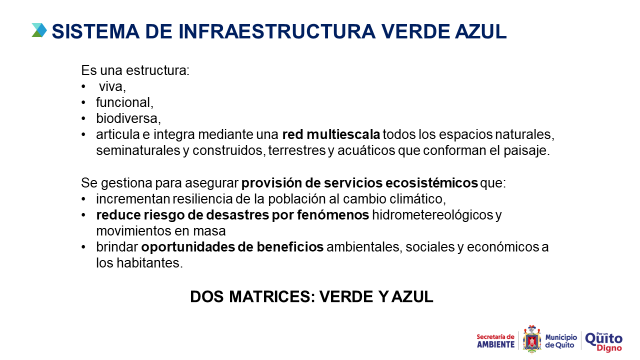 SISTEMA DE INFRAESTRUCTURA VERDE AZUL
Es una estructura:
• viva,
• funcional,
• biodiversa,
• articula e integra mediante una red multiescala todos los espacios naturales,
seminaturales y construidos, terrestres y acuáticos que conforman el paisaje.
Se gestiona para asegurar provisión de servicios ecosistémicos que:
• incrementan resiliencia de la población al cambio climático,
• reduce riesgo de desastres por fenómenos hidrometereológicos y
movimientos en masa
• brindar oportunidades de beneficios ambientales, sociales y económicos a
los habitantes.
DOS MATRICES: VERDE Y AZUL
Secretaría de
AMBIENTE
Municipio
de Quito
Por un
Quito
Digno